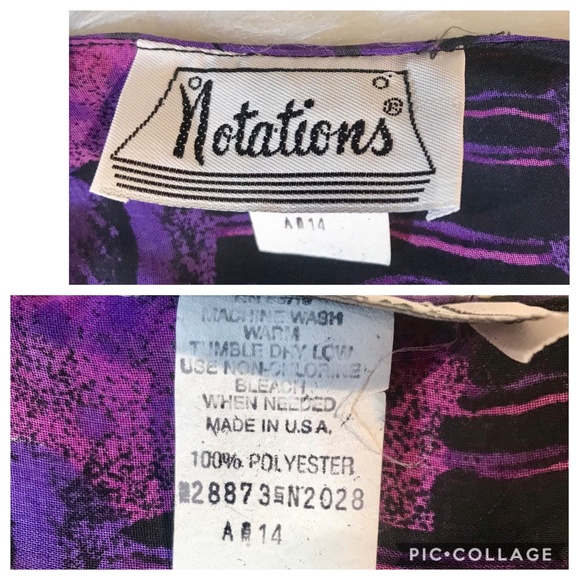 Notations®
A 14
MACHINE WASH
WARM
TUMBLE DRY LOW
USE NON-CHLORINE
BLEACH
WHEN NEEDED
MADE IN U.S.A.
100% POLYESTER
28873 N2028
A 14
PIC•COLLAGE